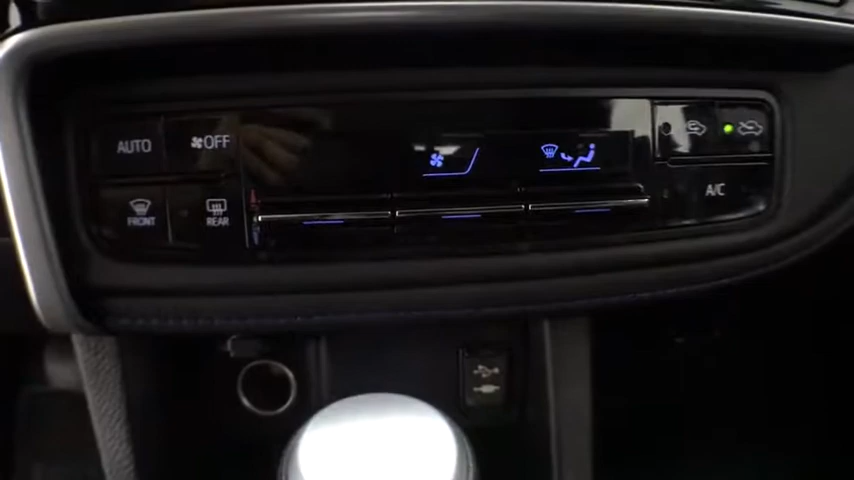 AUTO
OFF
FRONT
REAR
A/C